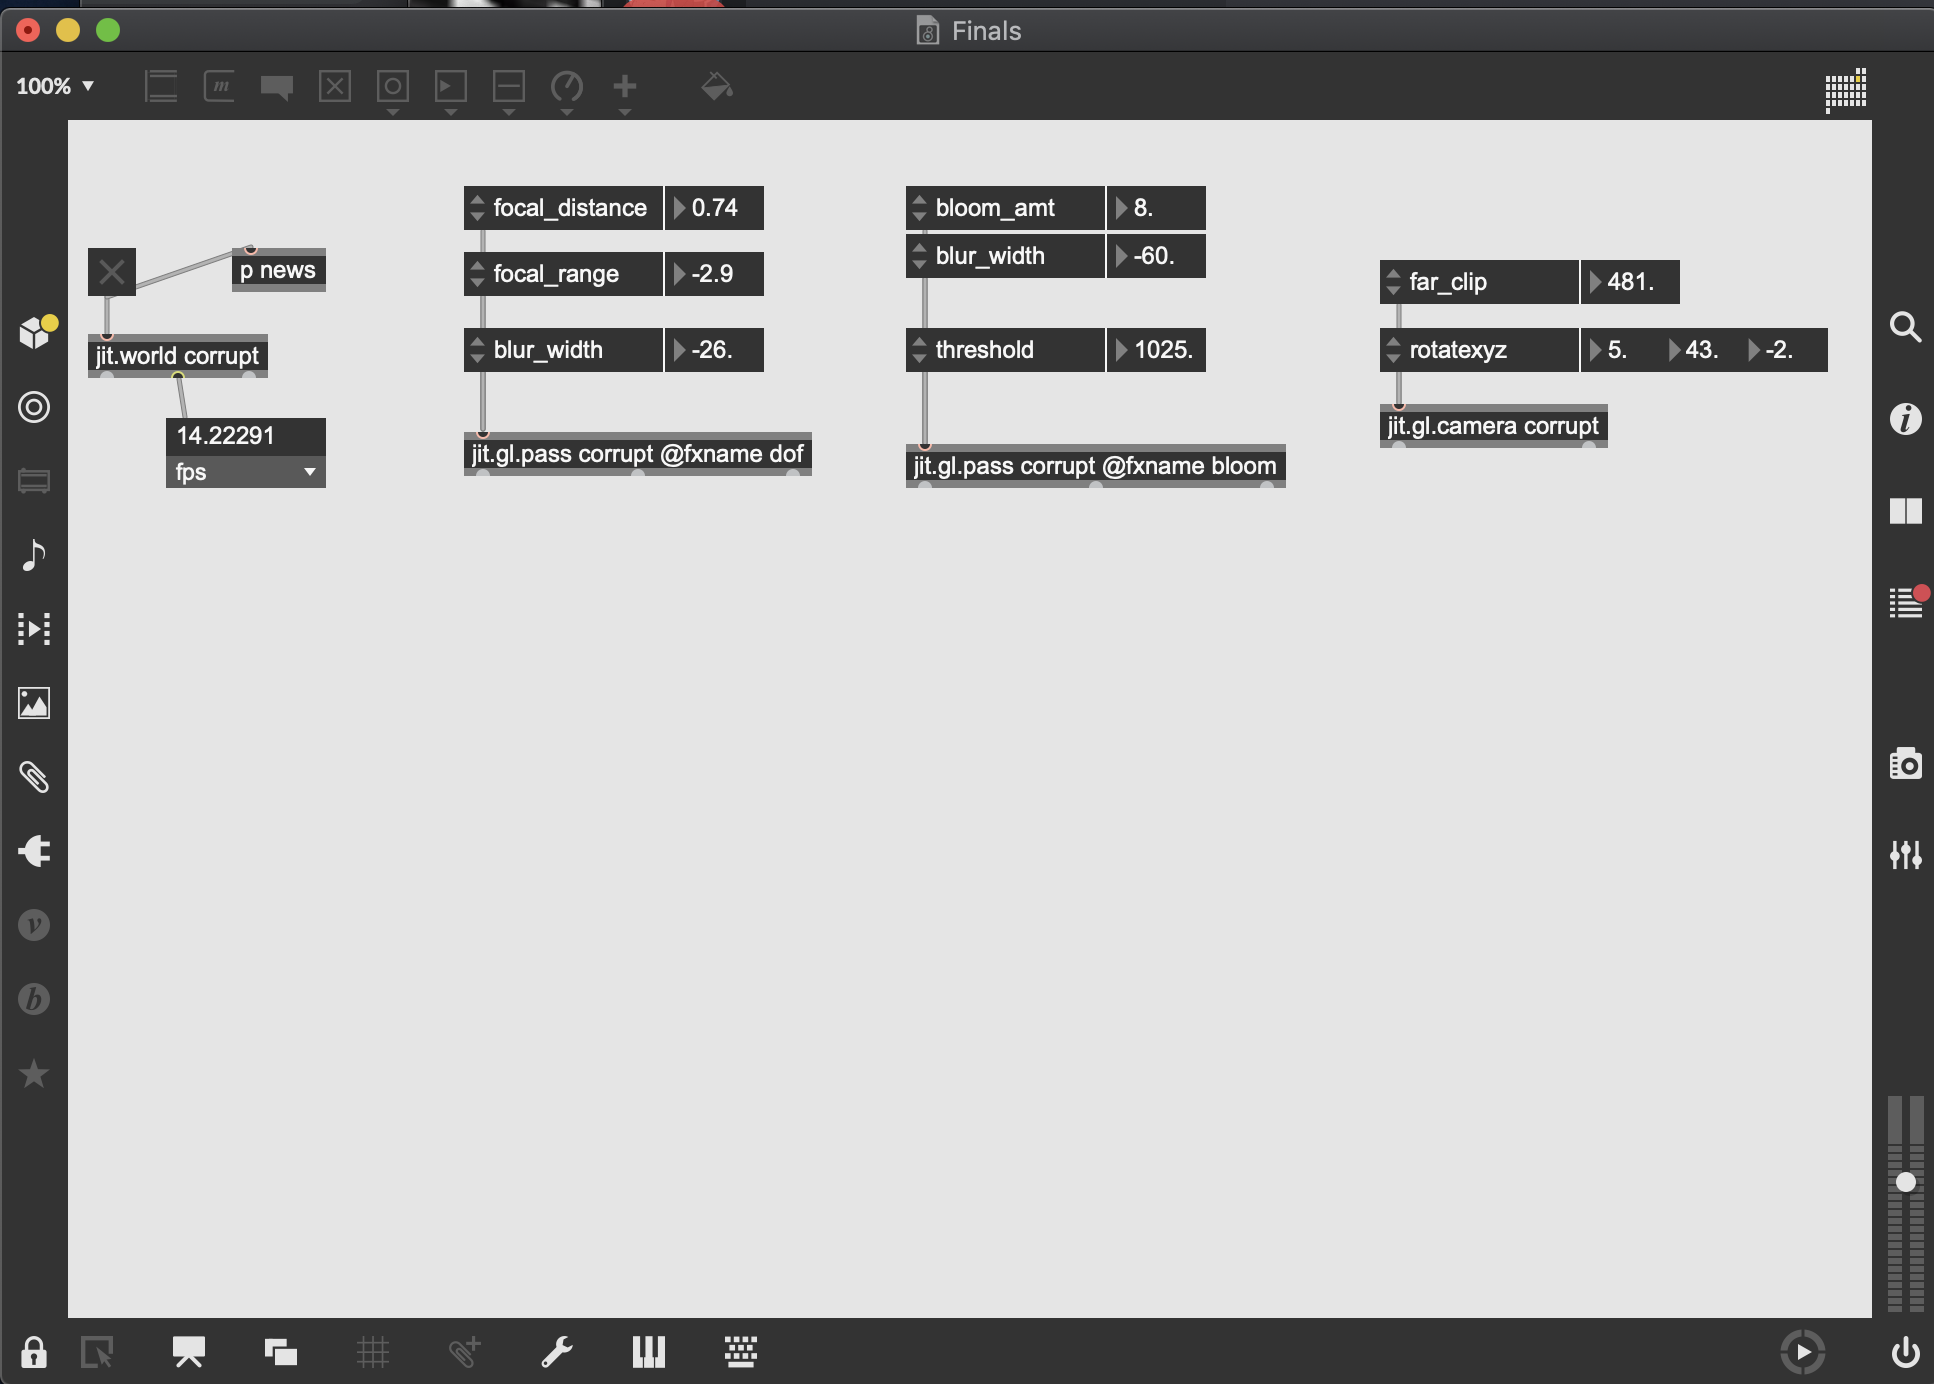 Finals
100%
focal_distance 0.74
bloom_amt 8.
blur_width -60.
p news
focal_range -2.9
far_clip 481.
jit.world corrupt
blur_width -26.
threshold 1025.
rotatexyz 5. 43. -2.
14.22291
fps
jit.gl.pass corrupt @fxname dof
jit.gl.pass corrupt @fxname bloom
jit.gl.camera corrupt